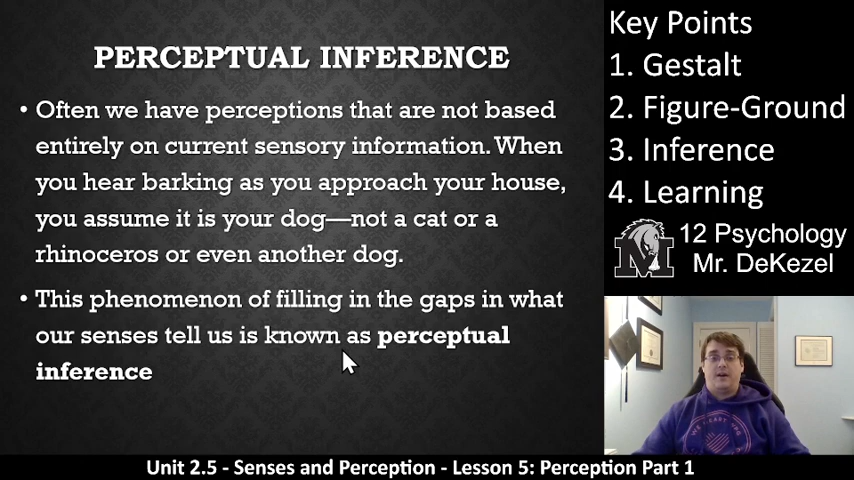 PERCEPTUAL INFERENCE
• Often we have perceptions that are not based
entirely on current sensory information. When
you hear barking as you approach your house,
you assume it is your dog—not a cat or a
rhinoceros or even another dog.
• This phenomenon of filling in the gaps in what
our senses tell us is known as perceptual
inference
Key Points
1. Gestalt
2. Figure-Ground
3. Inference
4. Learning
M
12 Psychology
Mr. DeKezel
Unit 2.5 - Senses and Perception - Lesson 5: Perception Part 1